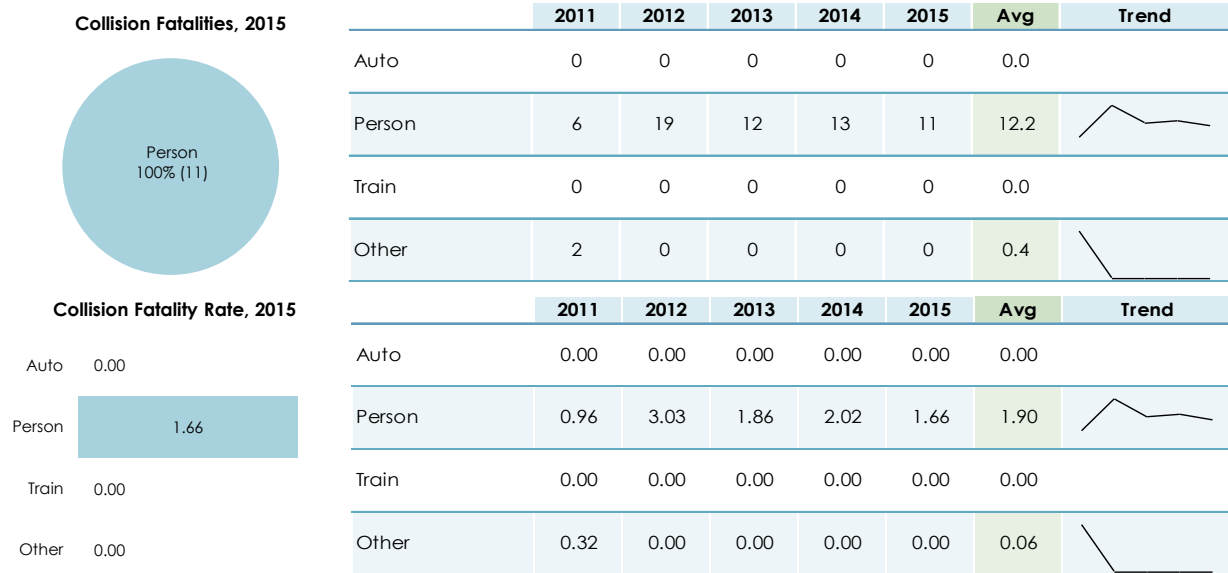 Collision Fatalities, 2015
Person
100% (11)
2011 2012 2013 2014 2015 Avg Trend
Auto 0 0 0 0 0 0.0
Person 6 19 12 13 11 12.2
Train 0 0 0 0 0 0.0
Other 2 0 0 0 0 0.4
Collision Fatality Rate, 2015
Auto 0.00
Person 1.66
Train 0.00
Other 0.00
2011 2012 2013 2014 2015 Avg Trend
Auto 0.00 0.00 0.00 0.00 0.00 0.00
Person 0.96 3.03 1.86 2.02 1.66 1.90
Train 0.00 0.00 0.00 0.00 0.00 0.00
Other 0.32 0.00 0.00 0.00 0.00 0.06